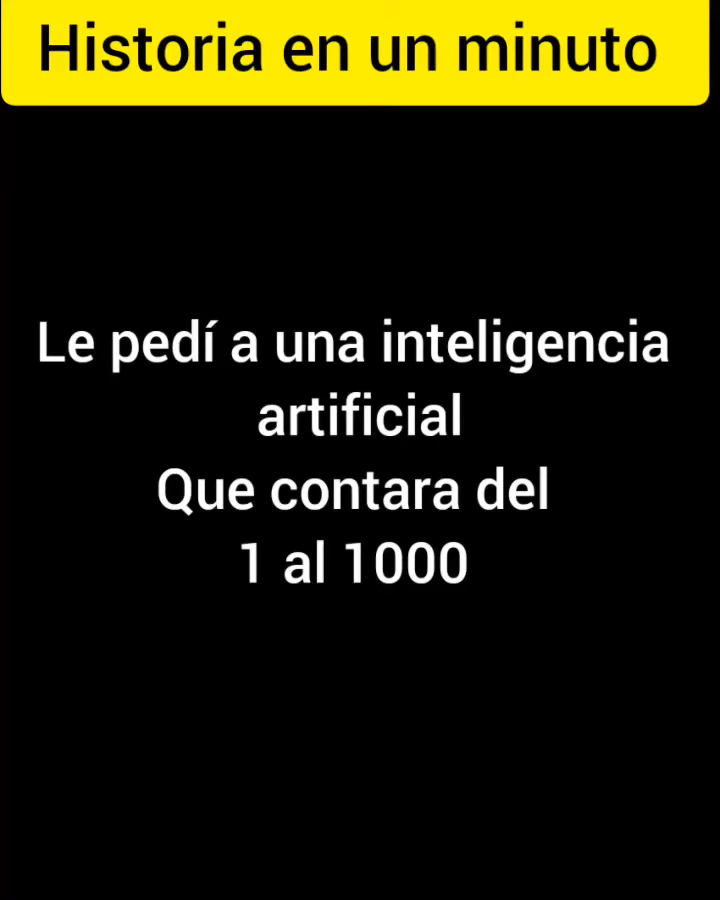 Historia en un minuto
Le pedí a una inteligencia
artificial
Que contara del
1 al 1000